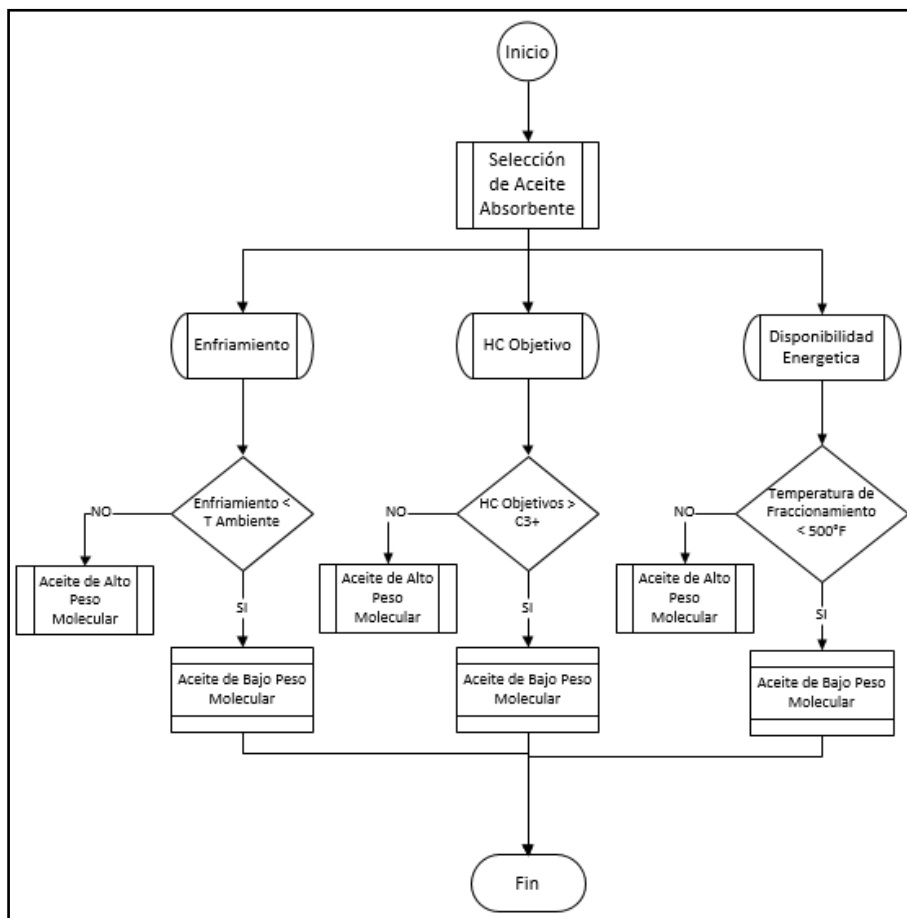 Inicio
Selección
de Aceite
Absorbente
Enfriamiento
HC Objetivo
Disponibilidad
Energetica
Enfriamiento <
T Ambiente
HC Objetivos >
C3+
Temperatura de
Fraccionamiento
< 500°F
NO
NO
NO
Aceite de Alto
Peso
Molecular
Aceite de Alto
Peso
Molecular
Aceite de Alto
Peso
Molecular
SI
SI
SI
Aceite de Bajo Peso
Molecular
Aceite de Bajo Peso
Molecular
Aceite de Bajo Peso
Molecular
Fin